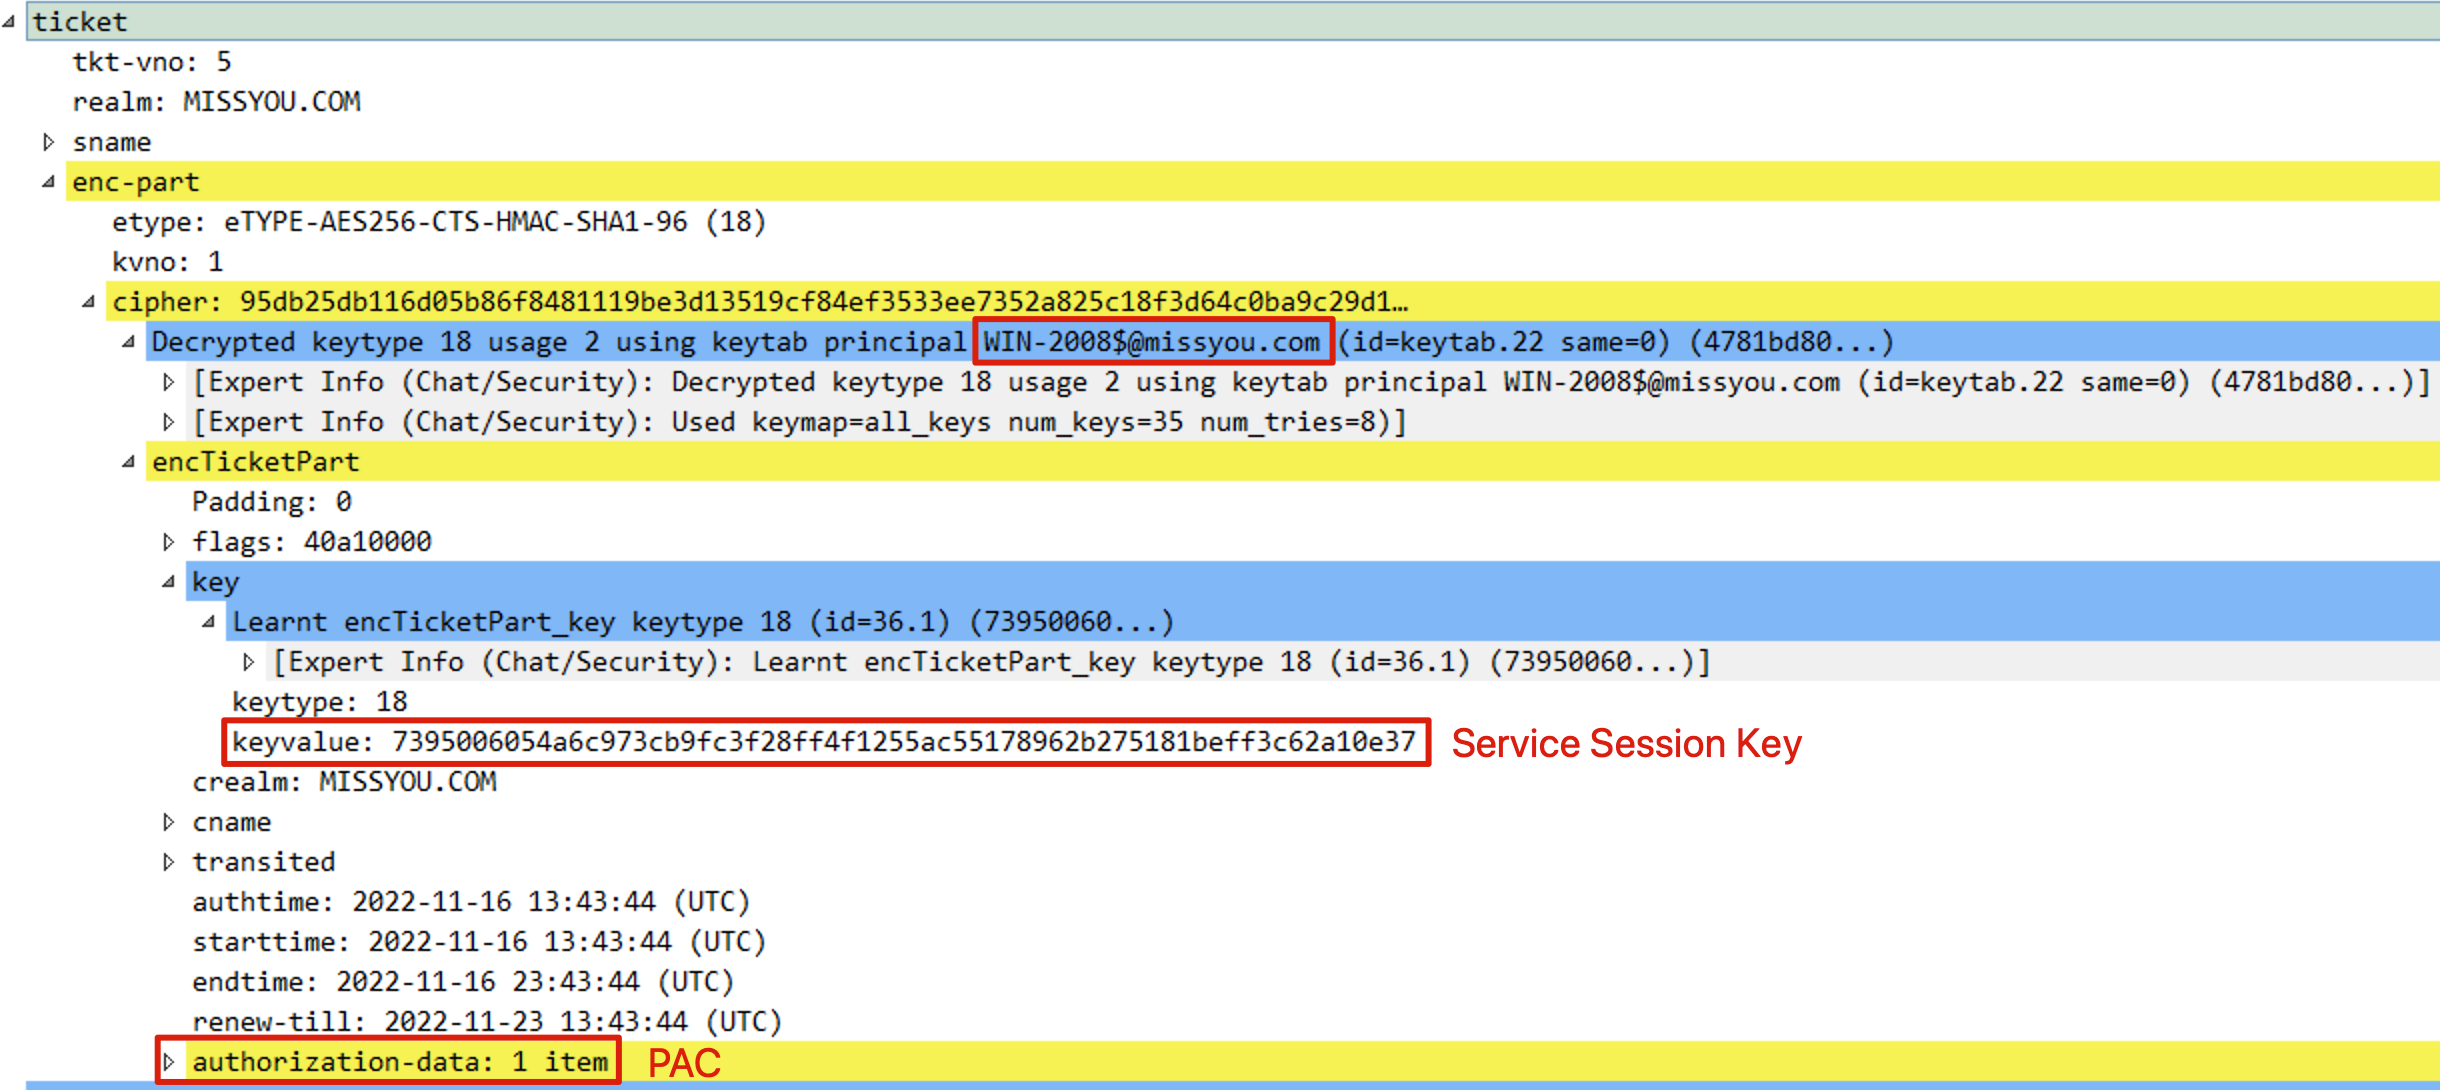 ticket
tkt-vno: 5
realm: MISSYOU.COM
sname
enc-part
etype: eTYPE-AES256-CTS-HMAC-SHA1-96 (18)
kvno: 1
cipher: 95db25db116d05b86f8481119be3d13519cf84ef3533ee7352a825c18f3d64c0ba9c29d1…
Decrypted keytype 18 usage 2 using keytab principal WIN-2008$@missyou.com (id=keytab.22 same=0) (4781bd80...)
[Expert Info (Chat/Security): Decrypted keytype 18 usage 2 using keytab principal WIN-2008$@missyou.com (id=keytab.22 same=0) (4781bd80...)]
[Expert Info (Chat/Security): Used keymap=all_keys num_keys=35 num_tries=8)]
encTicketPart
Padding: 0
flags: 40a10000
key
Learnt encTicketPart_key keytype 18 (id=36.1) (73950060...)
[Expert Info (Chat/Security): Learnt encTicketPart_key keytype 18 (id=36.1) (73950060...)]
keytype: 18
keyvalue: 7395006054a6c973cb9fc3f28ff4f1255ac55178962b275181beff3c62a10e37 Service Session Key
crealm: MISSYOU.COM
cname
transited
authtime: 2022-11-16 13:43:44 (UTC)
starttime: 2022-11-16 13:43:44 (UTC)
endtime: 2022-11-16 23:43:44 (UTC)
renew-till: 2022-11-23 13:43:44 (UTC)
authorization-data: 1 item PAC